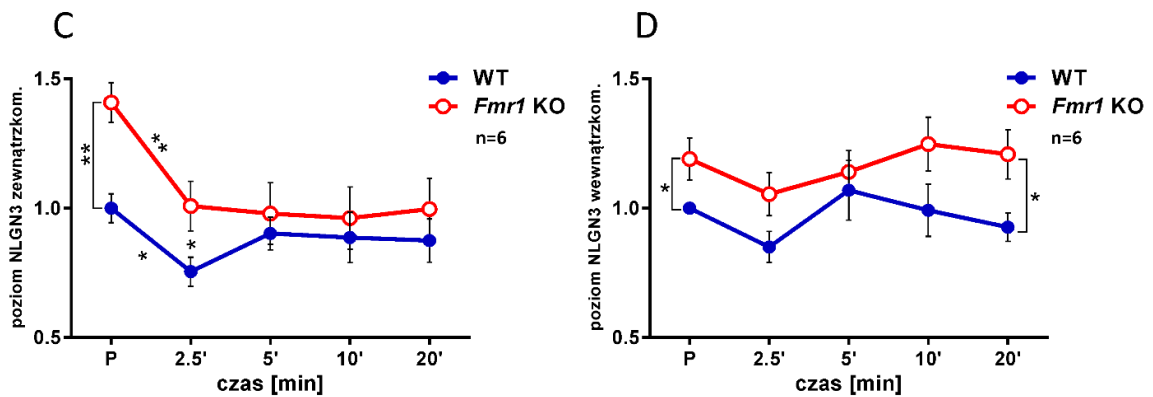 C
WT
Fmr1 KO
n=6
poziom NLGN3 zewnątrzkom.
1.5
1.0
0.5
**
**
*
*
P
2.5'
5'
10'
20'
czas [min]
D
WT
Fmr1 KO
n=6
poziom NLGN3 wewnątrzkom.
1.5
1.0
0.5
*
*
P
2.5'
5'
10'
20'
czas [min]